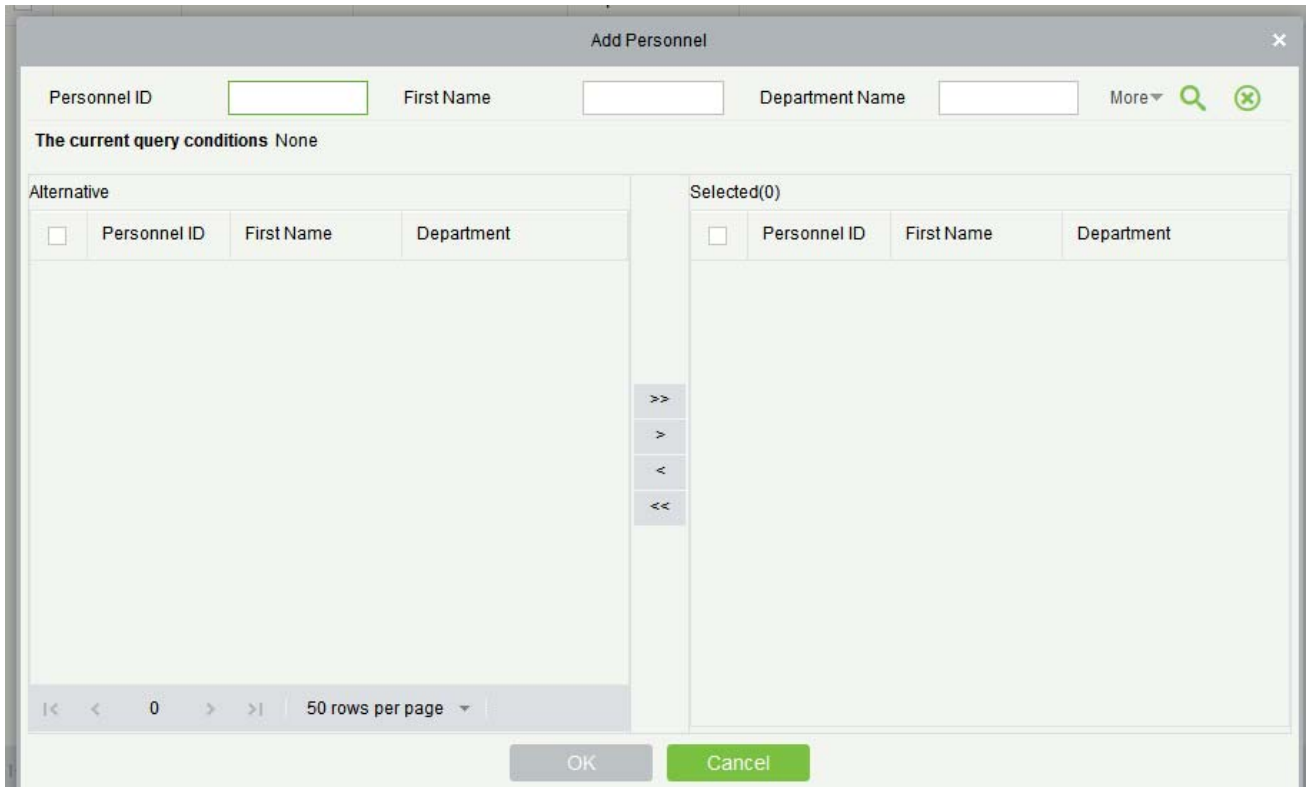 Add Personnel ×
Personnel ID First Name Department Name More
The current query conditions None
Alternative Selected(0)
Personnel ID First Name Department Personnel ID First Name Department
>>
>
<
<<
|< < 0 > >| 50 rows per page
OK Cancel